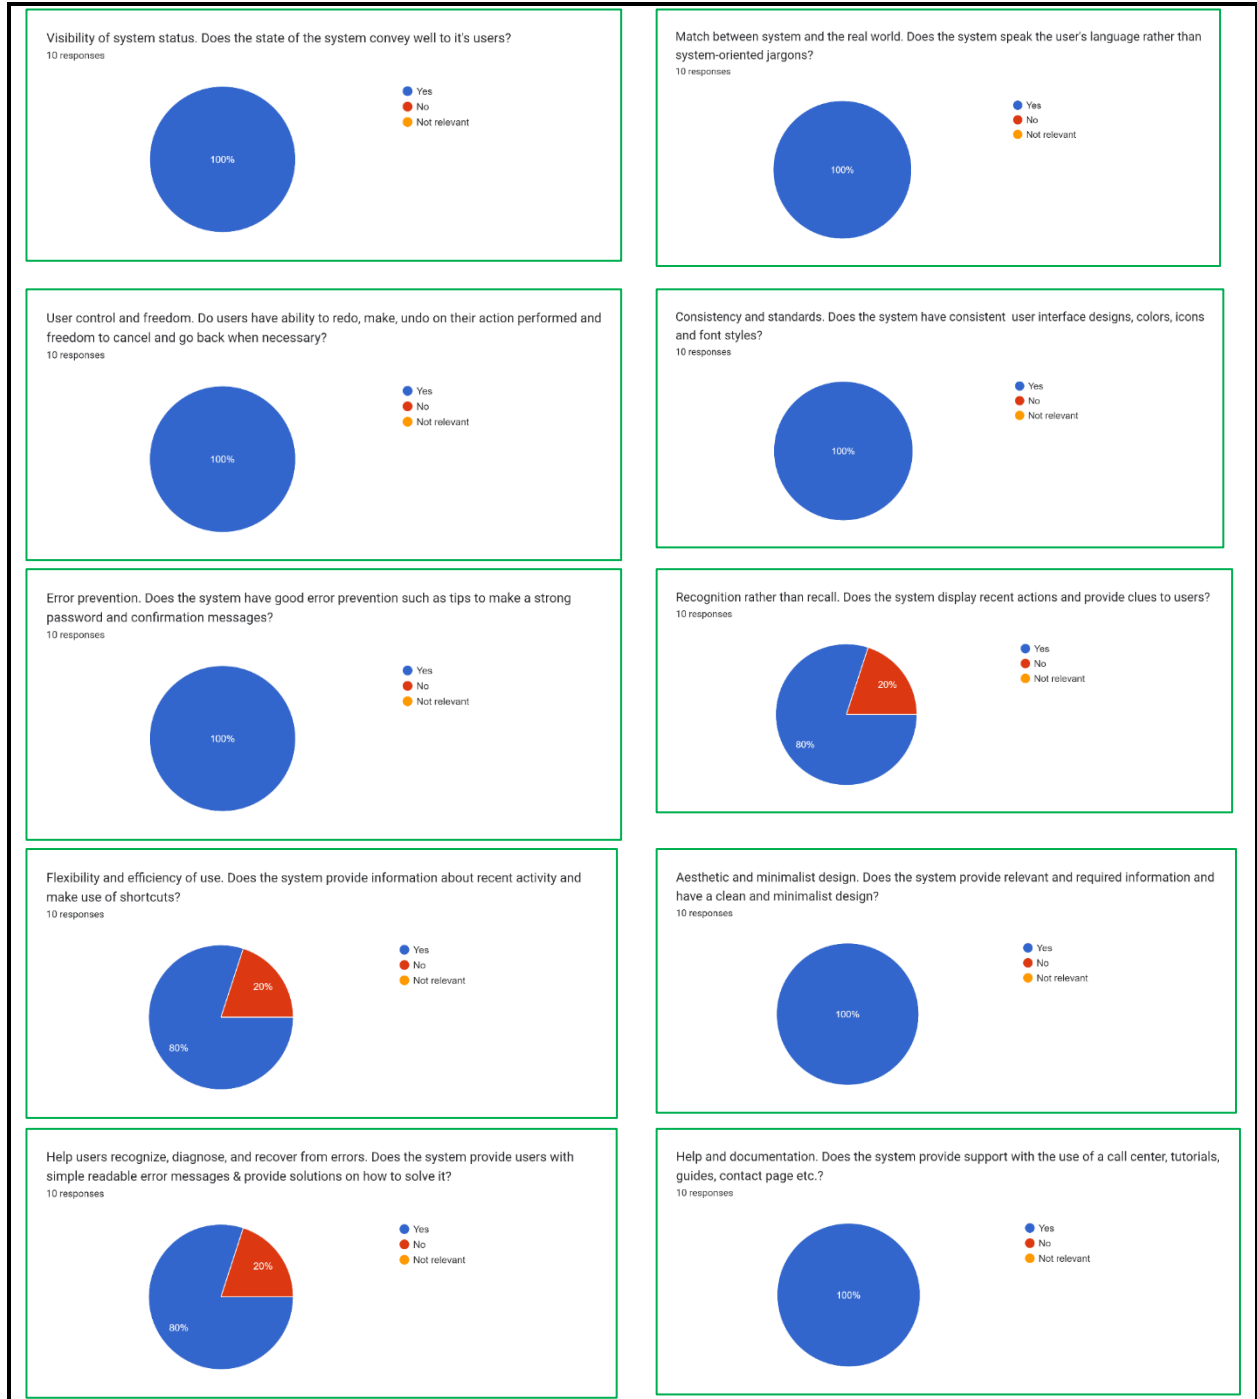 Visibility of system status. Does the state of the system convey well to it's users?
10 responses
Yes
No
Not relevant
100%
Match between system and the real world. Does the system speak the user's language rather than
system-oriented jargons?
10 responses
Yes
No
Not relevant
100%
User control and freedom. Do users have ability to redo, make, undo on their action performed and
freedom to cancel and go back when necessary?
10 responses
Yes
No
Not relevant
100%
Consistency and standards. Does the system have consistent user interface designs, colors, icons
and font styles?
10 responses
Yes
No
Not relevant
100%
Error prevention. Does the system have good error prevention such as tips to make a strong
password and confirmation messages?
10 responses
Yes
No
Not relevant
100%
Recognition rather than recall. Does the system display recent actions and provide clues to users?
10 responses
Yes
No
Not relevant
20%
80%
Flexibility and efficiency of use. Does the system provide information about recent activity and
make use of shortcuts?
10 responses
Yes
No
Not relevant
20%
80%
Aesthetic and minimalist design. Does the system provide relevant and required information and
have a clean and minimalist design?
10 responses
Yes
No
Not relevant
100%
Help users recognize, diagnose, and recover from errors. Does the system provide users with
simple readable error messages & provide solutions on how to solve it?
10 responses
Yes
No
Not relevant
20%
80%
Help and documentation. Does the system provide support with the use of a call center, tutorials,
guides, contact page etc.?
10 responses
Yes
No
Not relevant
100%